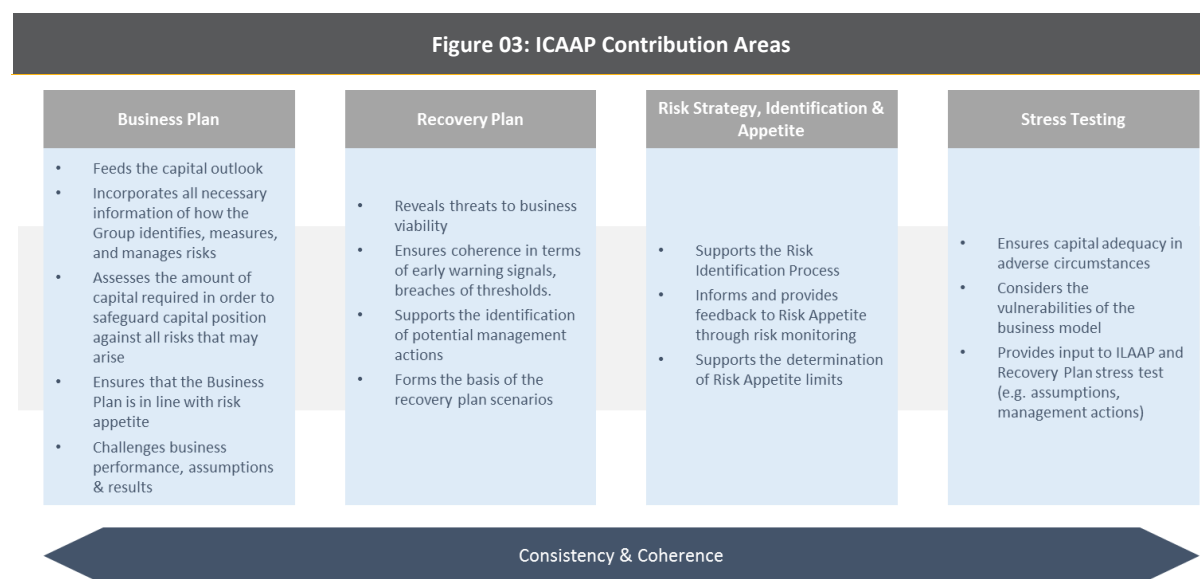 Figure 03: ICAAP Contribution Areas
Business Plan
• Feeds the capital outlook
• Incorporates all necessary
information of how the
Group identifies, measures,
and manages risks
• Assesses the amount of
capital required in order to
safeguard capital position
against all risks that may
arise
• Ensures that the Business
Plan is in line with risk
appetite
• Challenges business
performance, assumptions
& results
Recovery Plan
• Reveals threats to business
viability
• Ensures coherence in terms
of early warning signals,
breaches of thresholds.
• Supports the identification
of potential management
actions
• Forms the basis of the
recovery plan scenarios
Risk Strategy, Identification &
Appetite
• Supports the Risk
Identification Process
• Informs and provides
feedback to Risk Appetite
through risk monitoring
• Supports the determination
of Risk Appetite limits
Stress Testing
• Ensures capital adequacy in
adverse circumstances
• Considers the
vulnerabilities of the
business model
• Provides input to ILAAP and
Recovery Plan stress test
(e.g. assumptions,
management actions)
Consistency & Coherence